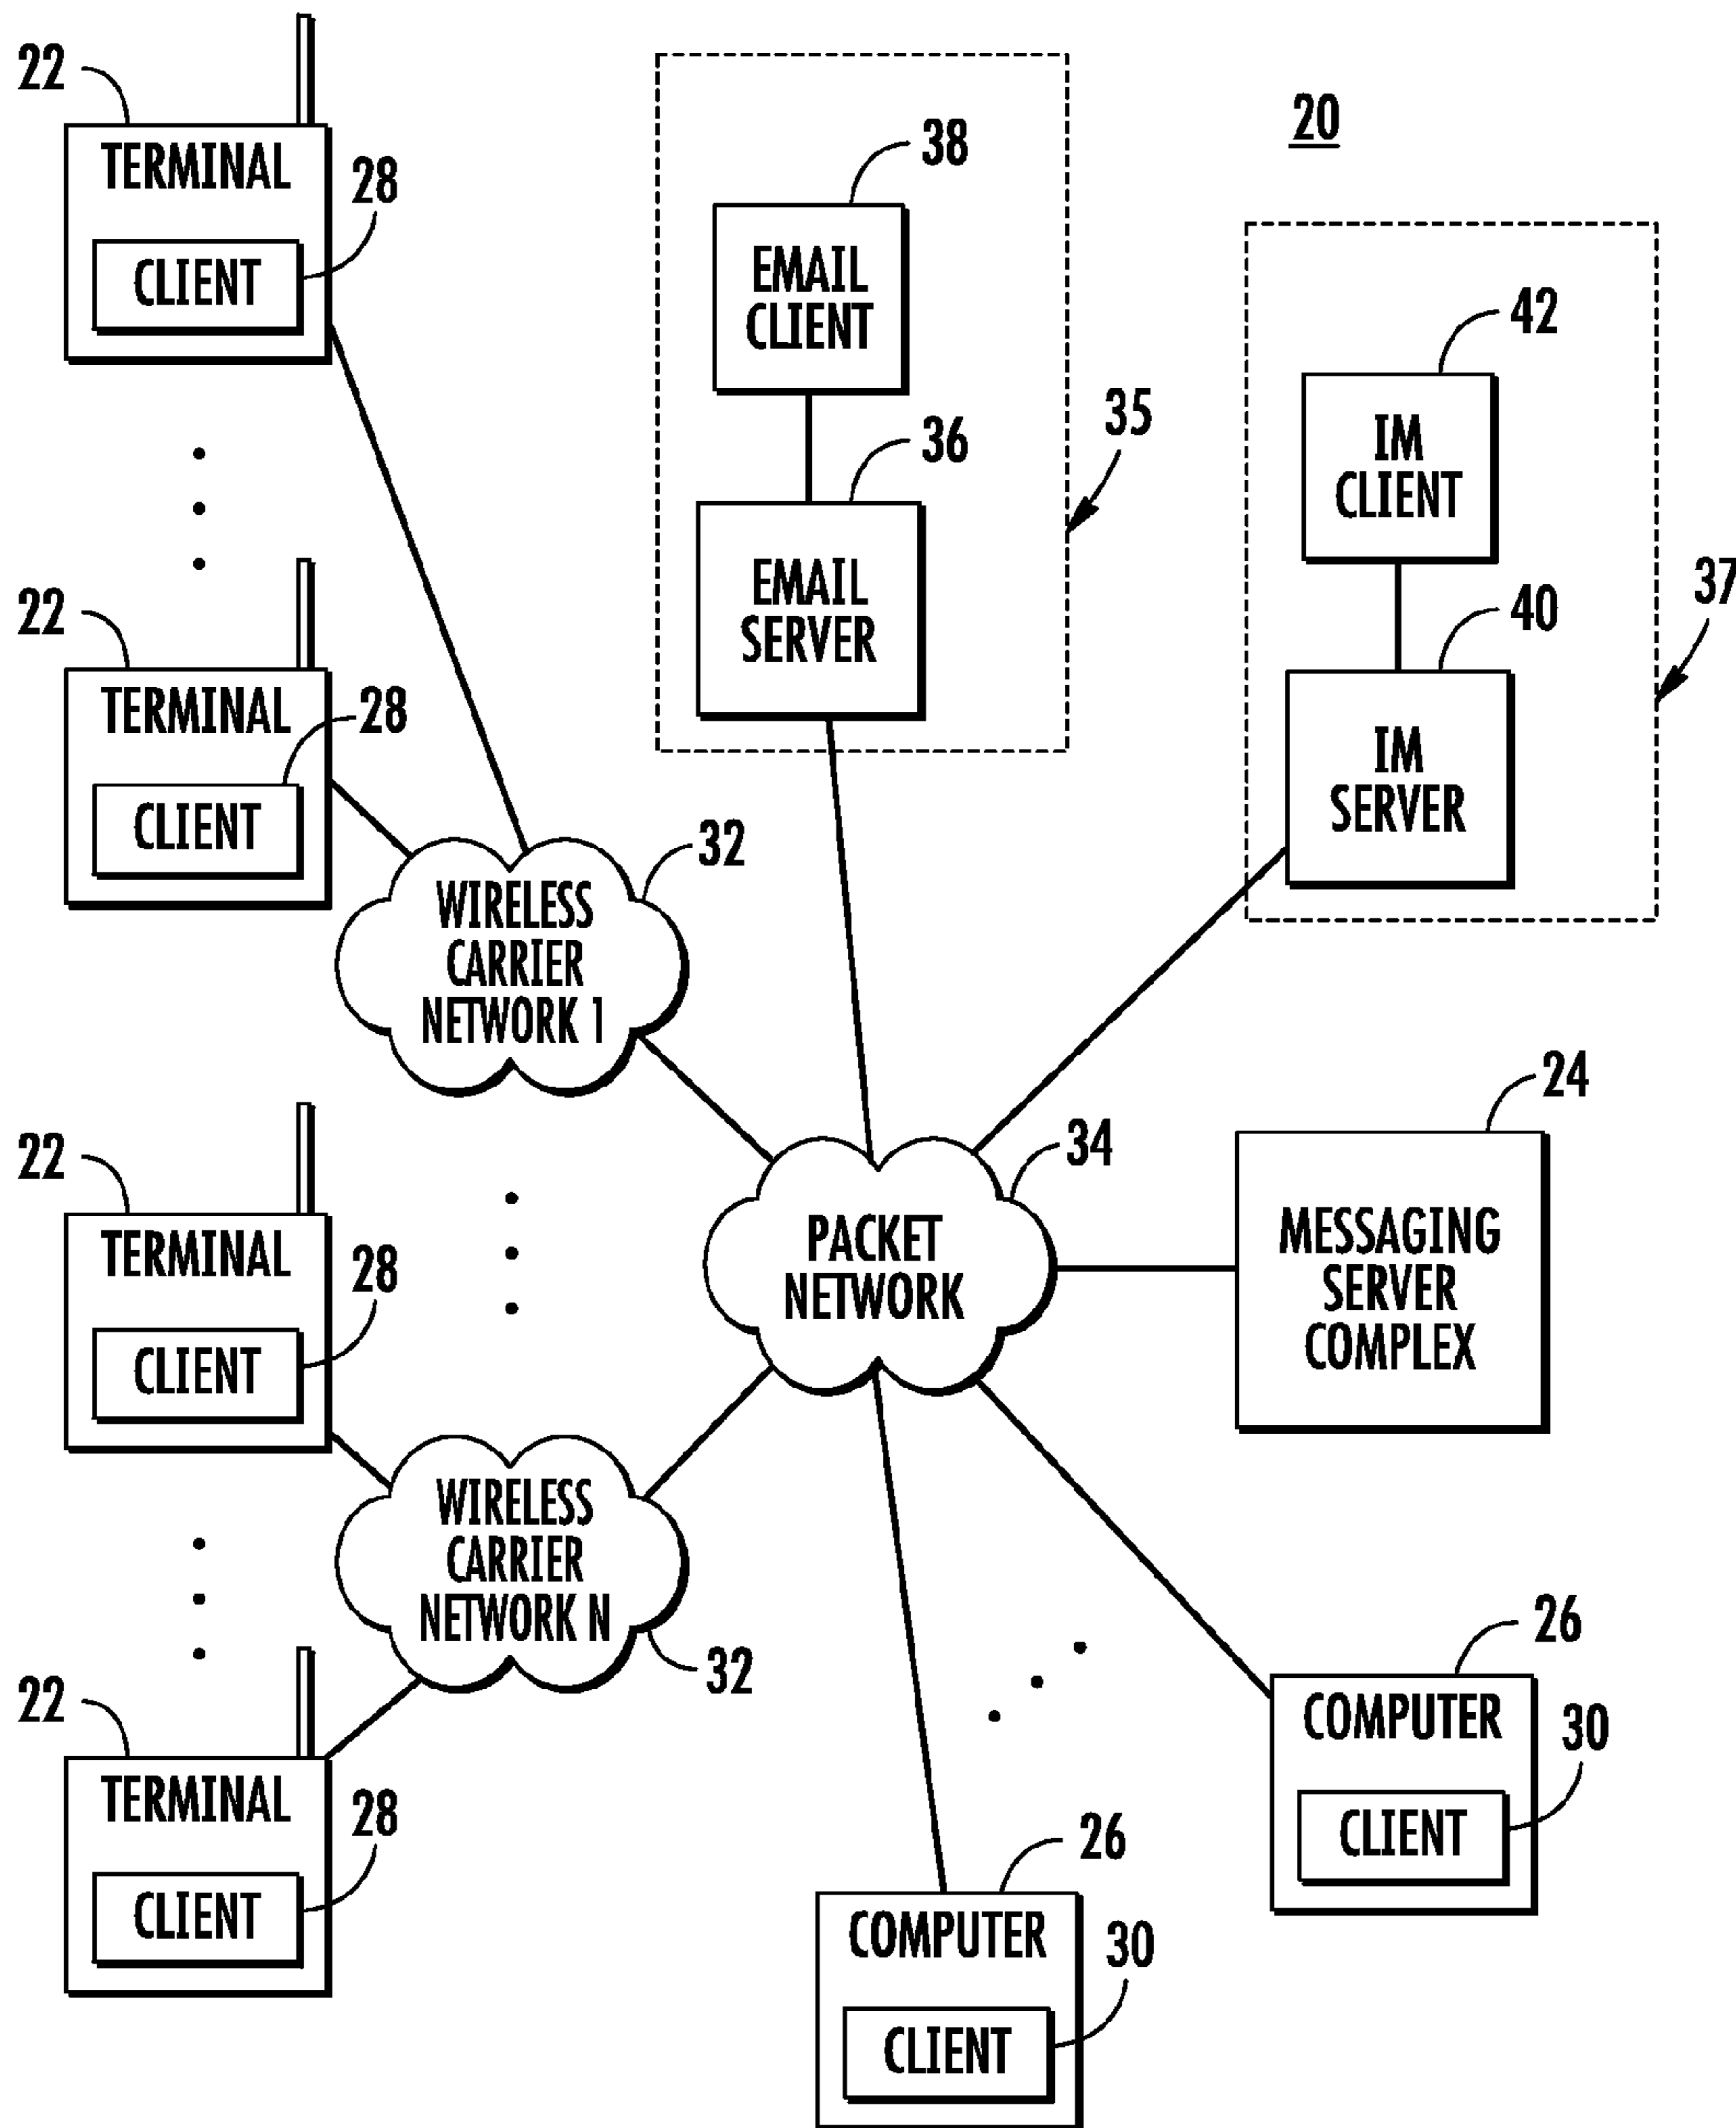 22
TERMINAL
28
CLIENT
22
TERMINAL
28
CLIENT
38
EMAIL
CLIENT
36
EMAIL
SERVER
35
20
42
IM
CLIENT
40
IM
SERVER
37
32
WIRELESS
CARRIER
NETWORK 1
22
TERMINAL
28
CLIENT
34
PACKET
NETWORK
24
MESSAGING
SERVER
COMPLEX
WIRELESS
CARRIER
NETWORK N
32
22
TERMINAL
28
CLIENT
26
COMPUTER
30
CLIENT
26
COMPUTER
30
CLIENT